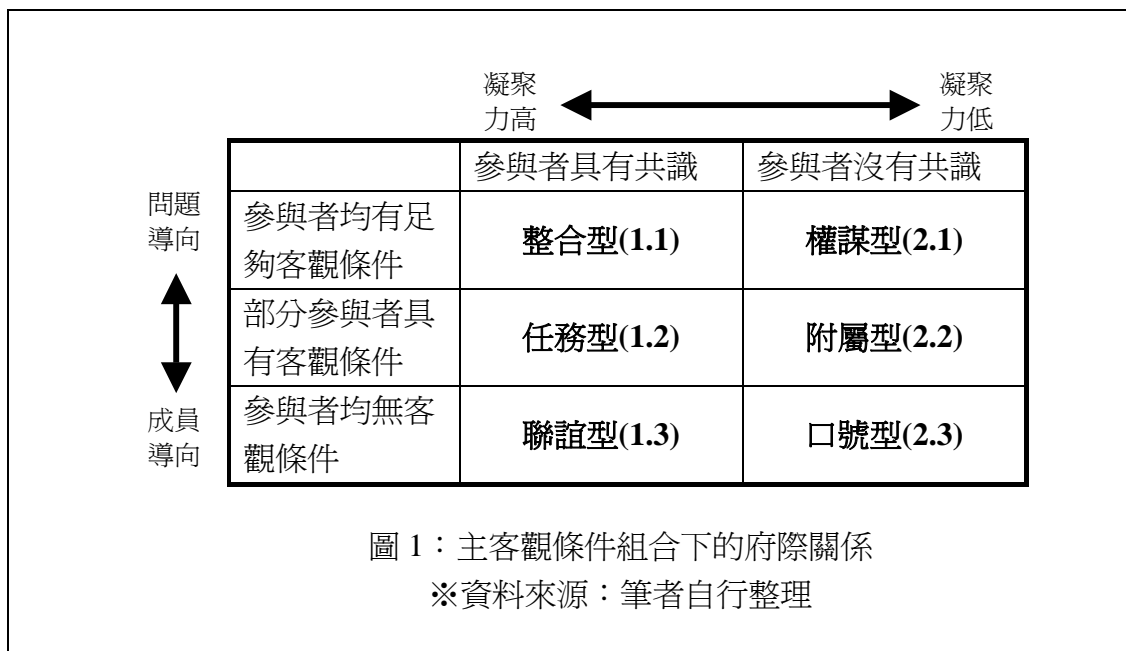 凝聚
力高
凝聚
力低
參與者具有共識
參與者沒有共識
問題
導向
成員
導向
參與者均有足
夠客觀條件
整合型(1.1)
權謀型(2.1)
部分參與者具
有客觀條件
任務型(1.2)
附屬型(2.2)
參與者均無客
觀條件
聯誼型(1.3)
口號型(2.3)
圖 1：主客觀條件組合下的府際關係
※資料來源：筆者自行整理